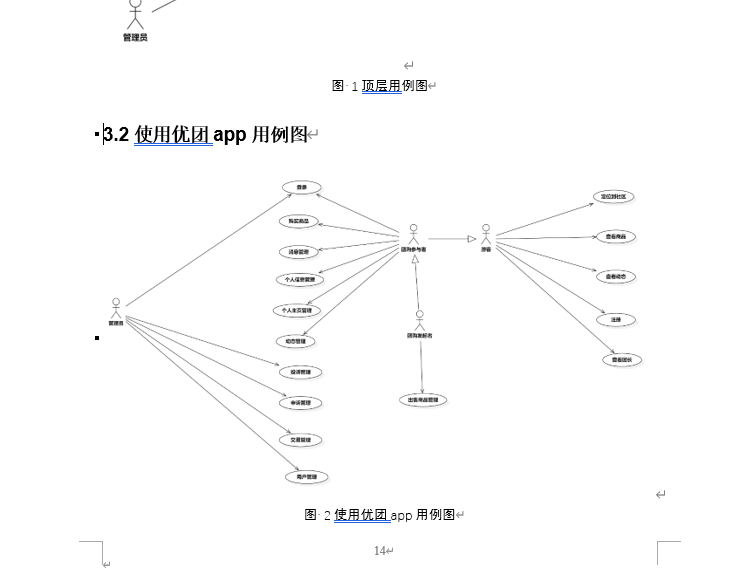 管理员
图 1 顶层用例图
3.2 使用优团 app 用例图
登录
购买商品
消息管理
个人信誉管理
个人主页管理
动态管理
投诉管理
申诉管理
交易管理
用户管理
管理员
团购参与者
游客
团购发起者
出售商品管理
定位到社区
查看商品
查看动态
注册
查看团长
图 2 使用优团 app 用例图
14